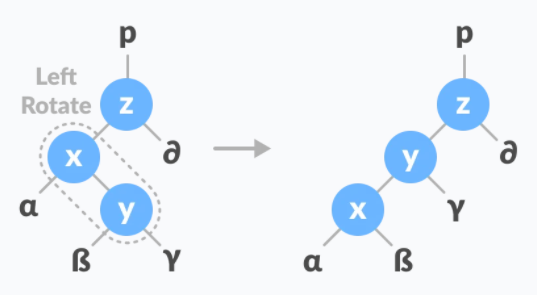 p p
Left
Rotate z z
x ∂ y ∂
α y x γ
ß γ α ß